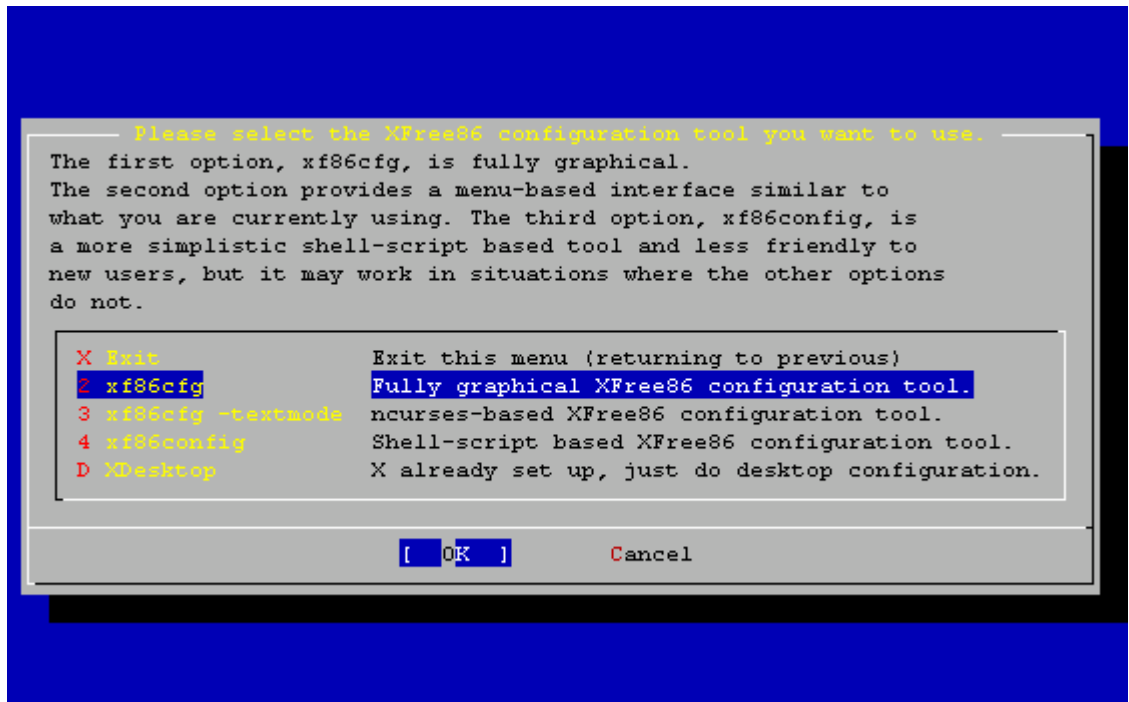 Please select the XFree86 configuration tool you want to use.
The first option, xf86cfg, is fully graphical.
The second option provides a menu-based interface similar to
what you are currently using. The third option, xf86config, is
a more simplistic shell-script based tool and less friendly to
new users, but it may work in situations where the other options
do not.
X Exit Exit this menu (returning to previous)
2 xf86cfg Fully graphical XFree86 configuration tool.
3 xf86cfg -textmode ncurses-based XFree86 configuration tool.
4 xf86config Shell-script based XFree86 configuration tool.
D XDesktop X already set up, just do desktop configuration.
[ OK ] Cancel